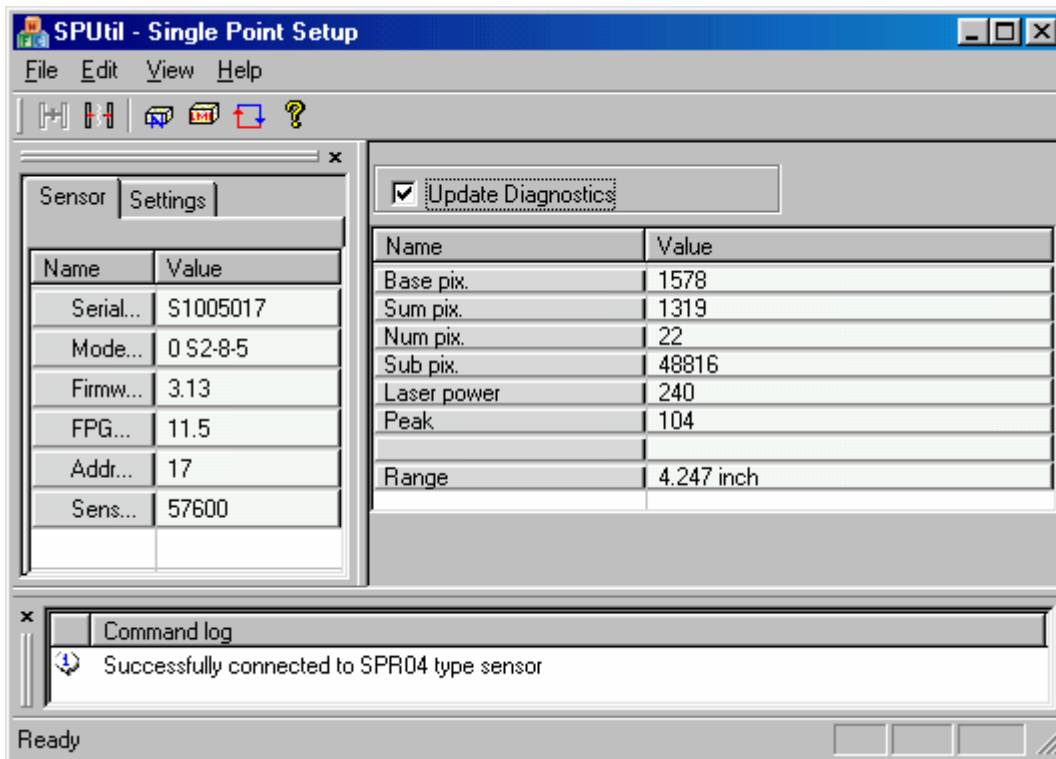 SPUtil - Single Point Setup
File Edit View Help
Sensor Settings
Name Value
Serial... S1005017
Mode... 0 S2-8-5
Firmw... 3.13
FPG... 11.5
Addr... 17
Sens... 57600
Update Diagnostics
Name Value
Base pix. 1578
Sum pix. 1319
Num pix. 22
Sub pix. 48816
Laser power 240
Peak 104
Range 4.247 inch
Command log
Successfully connected to SPR04 type sensor
Ready